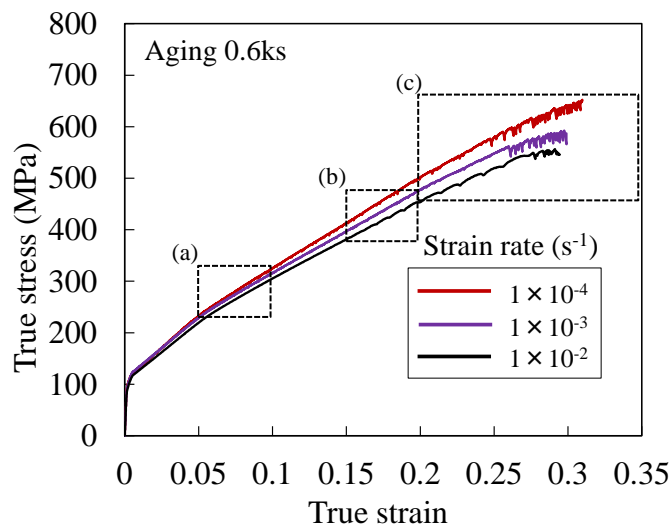 800
700
600
500
400
300
200
100
0
True stress (MPa)
Aging 0.6ks
(c)
(b)
(a)
Strain rate (s⁻¹)
1×10⁻⁴
1×10⁻³
1×10⁻²
0 0.05 0.1 0.15 0.2 0.25 0.3 0.35
True strain